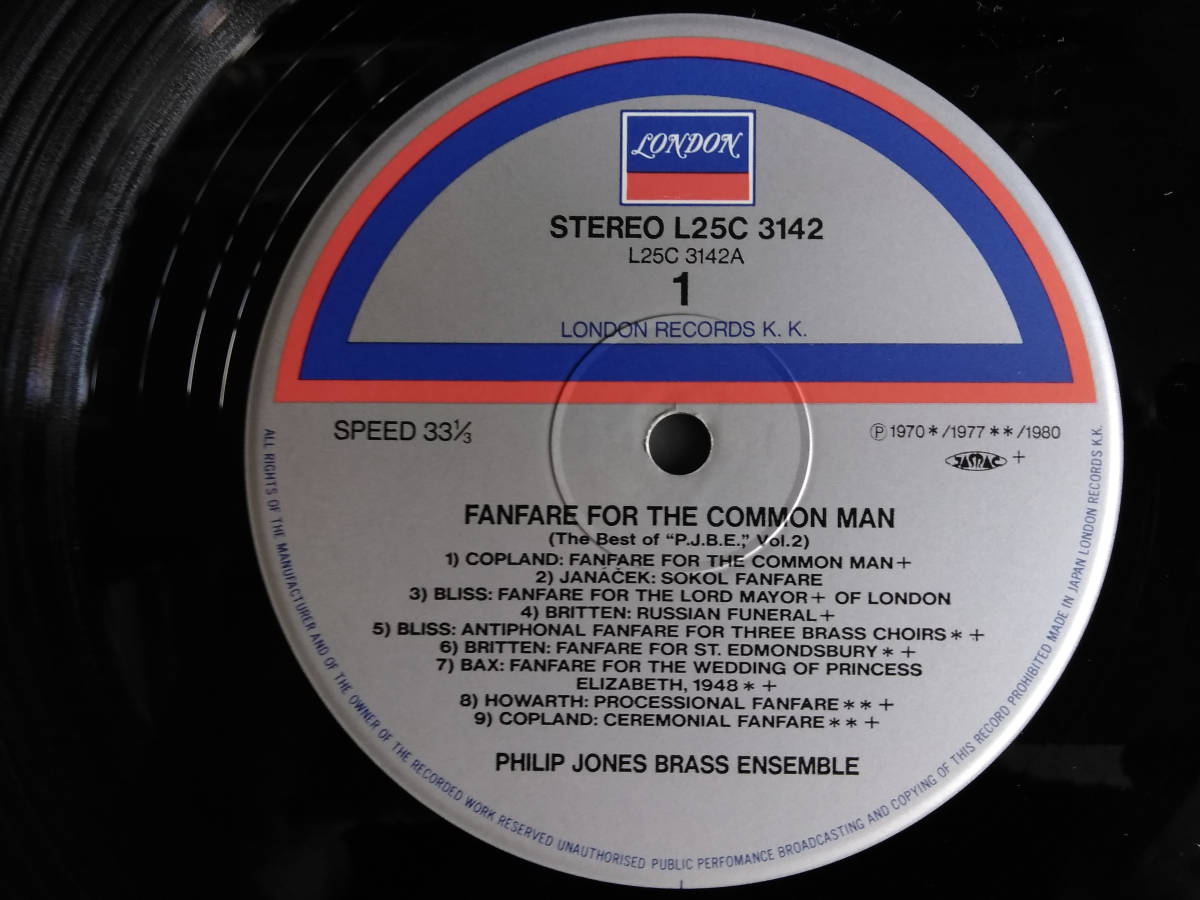 LONDON
STEREO L25C 3142
L25C 3142A
1
LONDON RECORDS K. K.
SPEED 33⅓
Ⓟ 1970*/1977**/1980
JASRAC +
FANFARE FOR THE COMMON MAN
(The Best of "P.J.B.E.," Vol.2)
1) COPLAND: FANFARE FOR THE COMMON MAN+
2) JANÁČEK: SOKOL FANFARE
3) BLISS: FANFARE FOR THE LORD MAYOR+ OF LONDON
4) BRITTEN: RUSSIAN FUNERAL+
5) BLISS: ANTIPHONAL FANFARE FOR THREE BRASS CHOIRS*+
6) BRITTEN: FANFARE FOR ST. EDMONDSBURY*+
7) BAX: FANFARE FOR THE WEDDING OF PRINCESS
ELIZABETH, 1948*+
8) HOWARTH: PROCESSIONAL FANFARE**+
9) COPLAND: CEREMONIAL FANFARE**+
PHILIP JONES BRASS ENSEMBLE
ALL RIGHTS OF THE MANUFACTURER AND OF THE OWNER OF THE RECORDED WORK RESERVED UNAUTHORISED PUBLIC PERFOMANCE BROADCASTING AND COPYING OF THIS RECORD PROHIBITED MADE IN JAPAN LONDON RECORDS K.K.